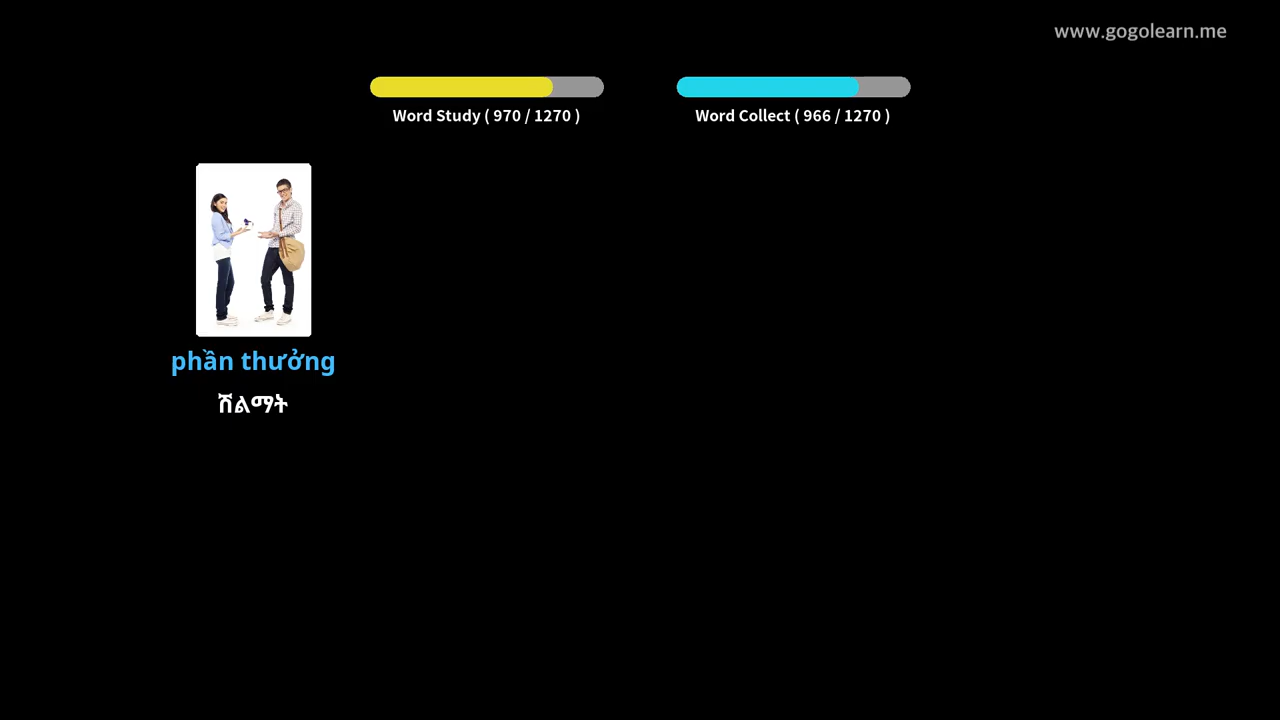 www.gogolearn.me
Word Study ( 970 / 1270 )
Word Collect ( 966 / 1270 )
phần thưởng
ሽልማት